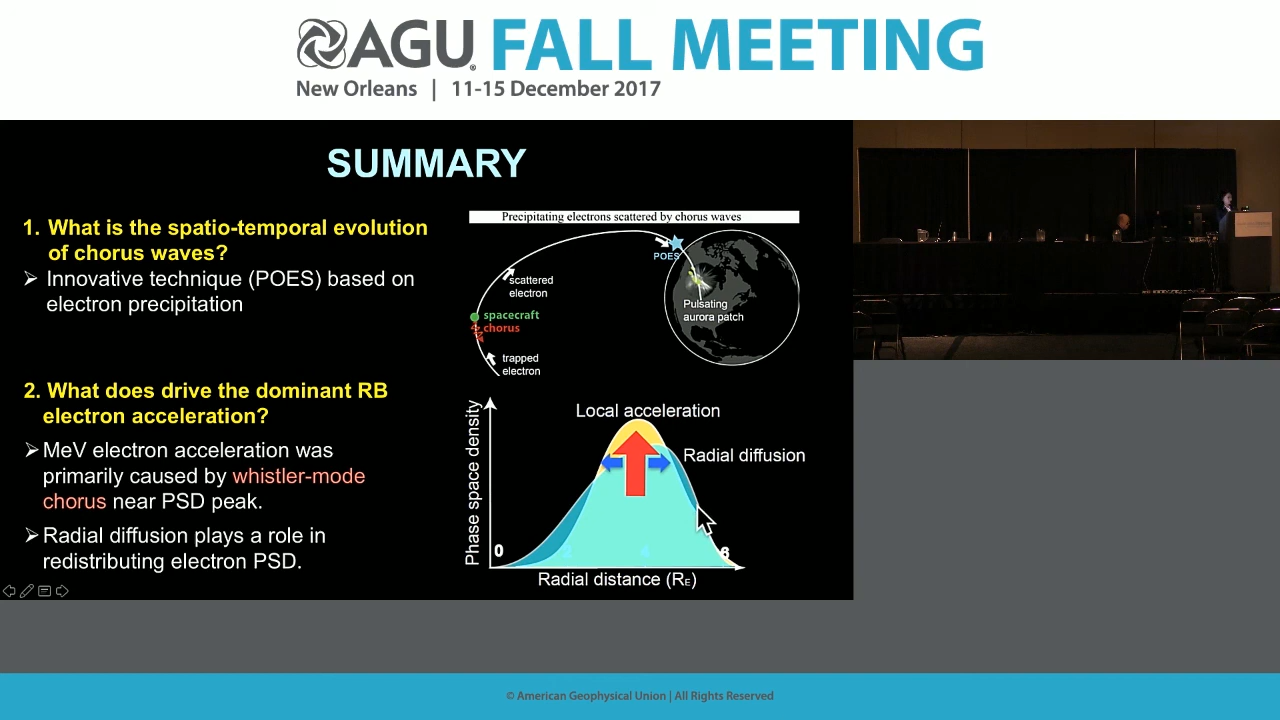 AGU FALL MEETING
New Orleans | 11-15 December 2017
SUMMARY
1. What is the spatio-temporal evolution
of chorus waves?
Innovative technique (POES) based on
electron precipitation
2. What does drive the dominant RB
electron acceleration?
MeV electron acceleration was
primarily caused by whistler-mode
chorus near PSD peak.
Radial diffusion plays a role in
redistributing electron PSD.
Precipitating electrons scattered by chorus waves
POES
scattered
electron
Pulsating
aurora patch
spacecraft
chorus
trapped
electron
Phase space density
Local acceleration
Radial diffusion
0 2 4 6
Radial distance (RE)
© American Geophysical Union | All Rights Reserved